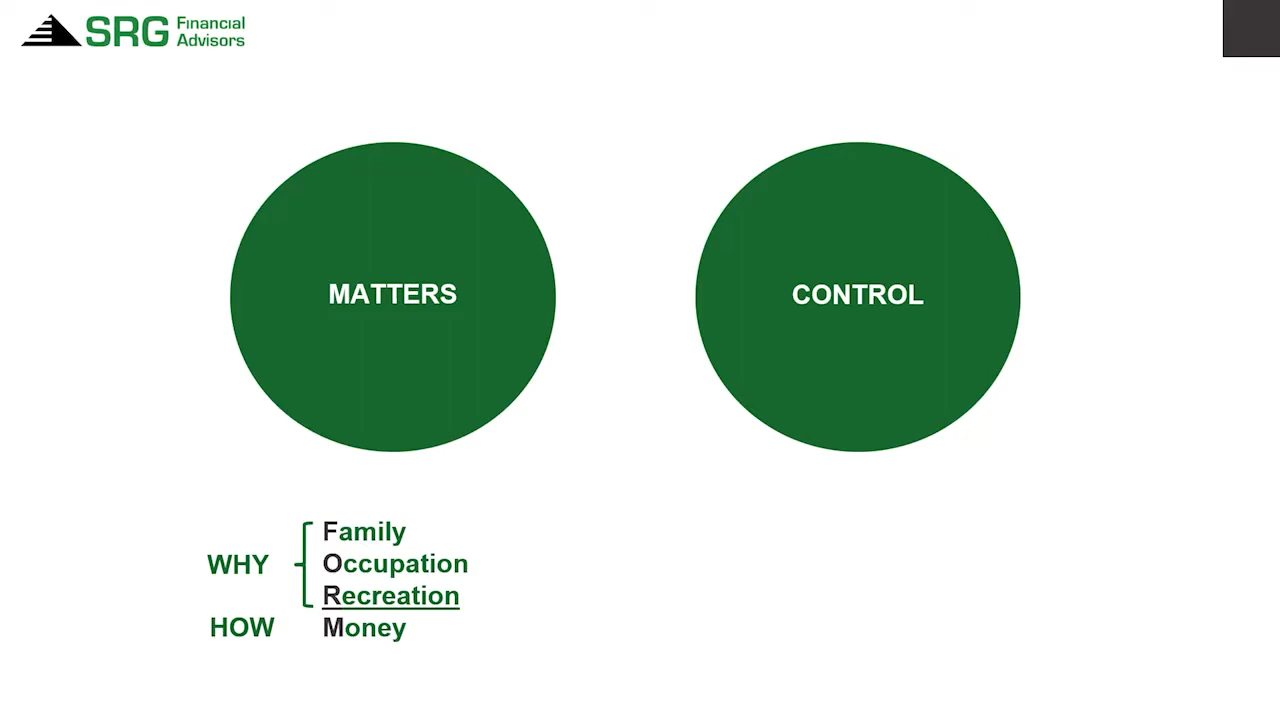 SRG Financial
Advisors
MATTERS
CONTROL
WHY
Family
Occupation
Recreation
HOW
Money